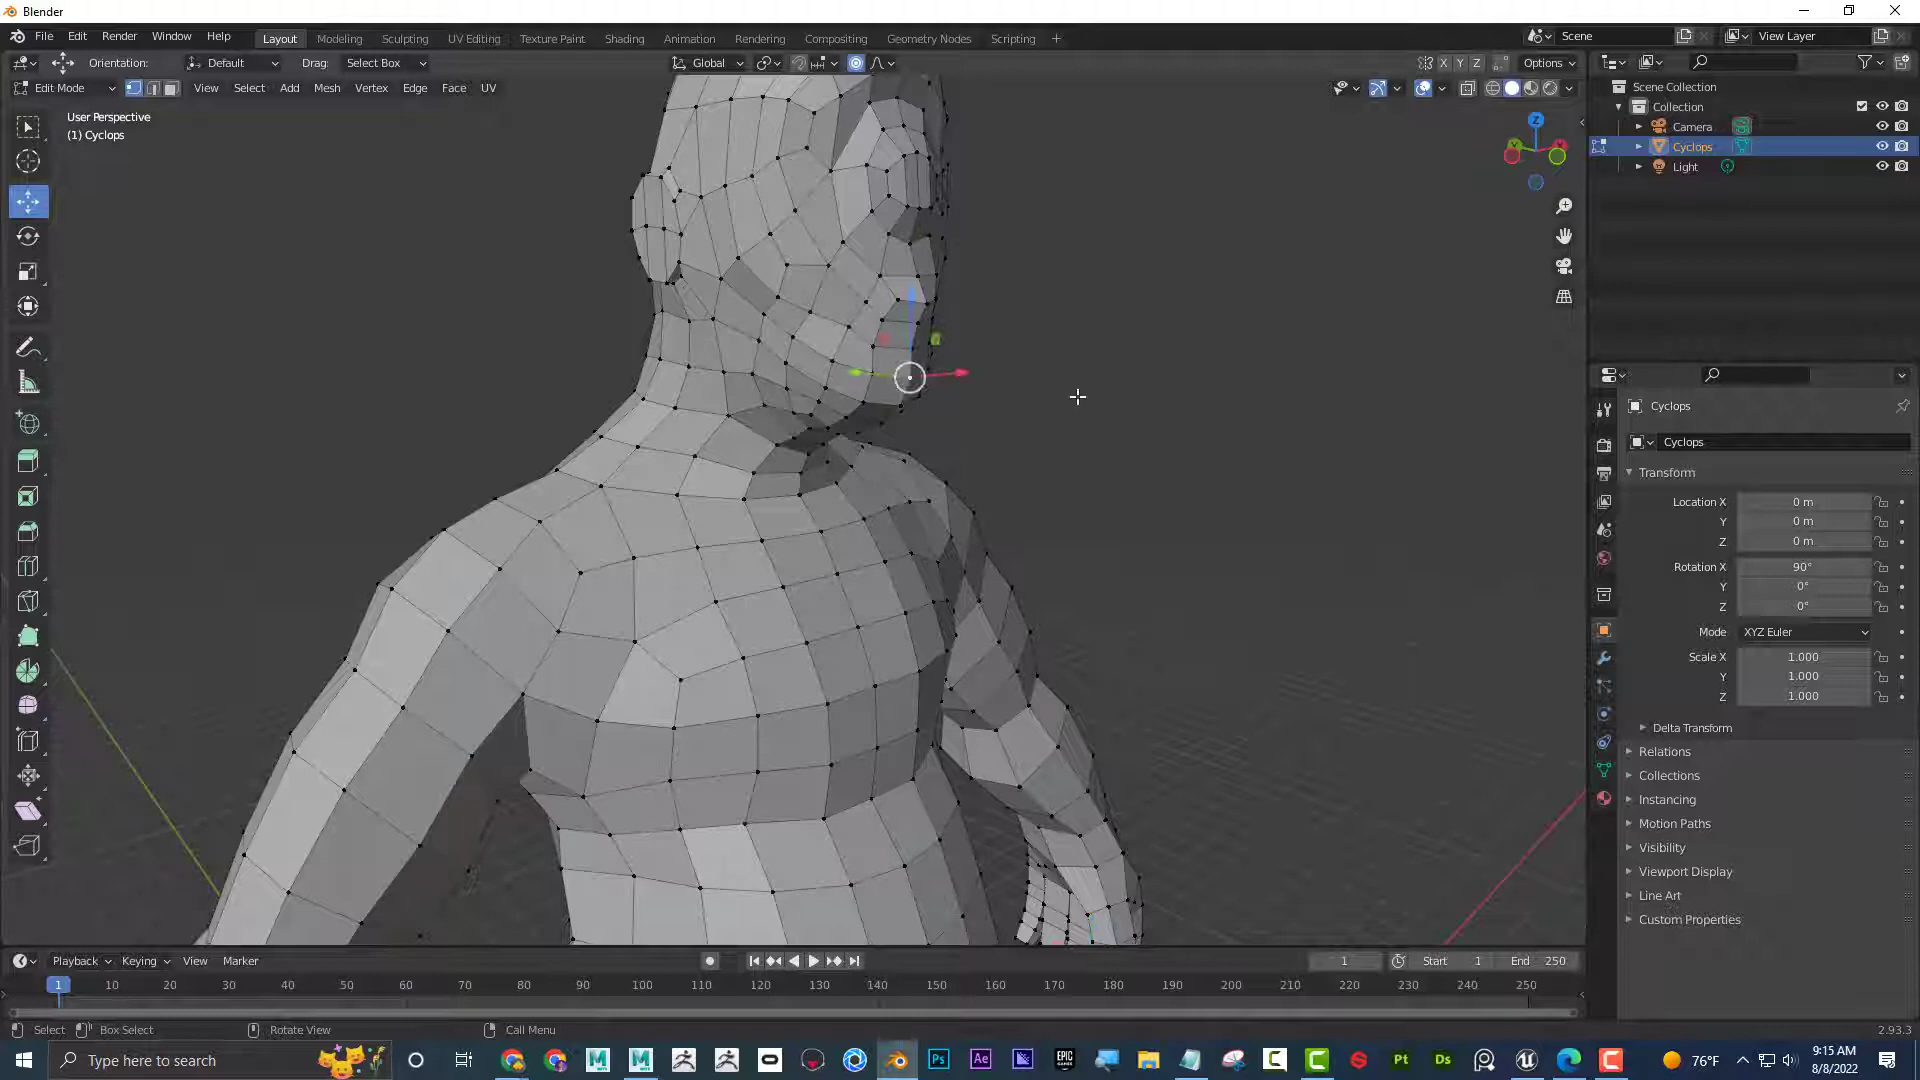 Blender
File Edit Render Window Help Layout Modeling Sculpting UV Editing Texture Paint Shading Animation Rendering Compositing Geometry Nodes Scripting + Scene View Layer
Orientation: Default Drag: Select Box Global X Y Z Options
Edit Mode View Select Add Mesh Vertex Edge Face UV
User Perspective
(1) Cyclops
Z
Scene Collection
Collection
Camera
Cyclops
Light
Cyclops
Cyclops
Transform
Location X 0 m
Y 0 m
Z 0 m
Rotation X 90°
Y 0°
Z 0°
Mode XYZ Euler
Scale X 1.000
Y 1.000
Z 1.000
Delta Transform
Relations
Collections
Instancing
Motion Paths
Visibility
Viewport Display
Line Art
Custom Properties
Playback Keying View Marker 1 Start 1 End 250
1 10 20 30 40 50 60 70 80 90 100 110 120 130 140 150 160 170 180 190 200 210 220 230 240 250
Select Box Select Rotate View Call Menu 2.93.3
Type here to search
Ps Ae EPIC GAMES Pt Ds
76°F
9:15 AM
8/8/2022